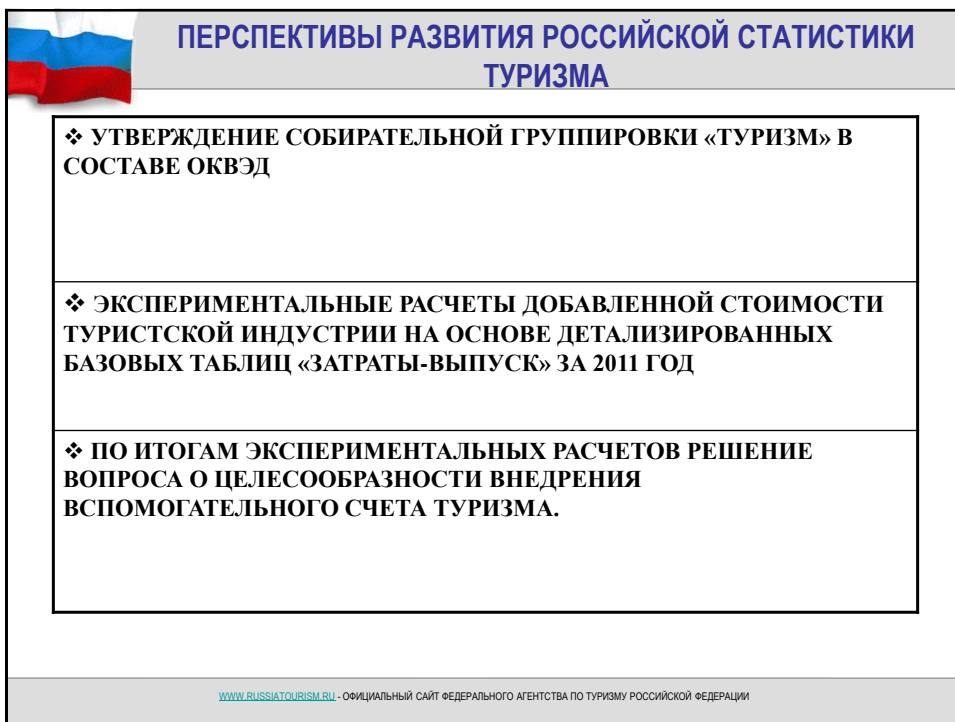 ПЕРСПЕКТИВЫ РАЗВИТИЯ РОССИЙСКОЙ СТАТИСТИКИ
ТУРИЗМА
❖ УТВЕРЖДЕНИЕ СОБИРАТЕЛЬНОЙ ГРУППИРОВКИ «ТУРИЗМ» В
СОСТАВЕ ОКВЭД
❖ ЭКСПЕРИМЕНТАЛЬНЫЕ РАСЧЕТЫ ДОБАВЛЕННОЙ СТОИМОСТИ
ТУРИСТСКОЙ ИНДУСТРИИ НА ОСНОВЕ ДЕТАЛИЗИРОВАННЫХ
БАЗОВЫХ ТАБЛИЦ «ЗАТРАТЫ-ВЫПУСК» ЗА 2011 ГОД
❖ ПО ИТОГАМ ЭКСПЕРИМЕНТАЛЬНЫХ РАСЧЕТОВ РЕШЕНИЕ
ВОПРОСА О ЦЕЛЕСООБРАЗНОСТИ ВНЕДРЕНИЯ
ВСПОМОГАТЕЛЬНОГО СЧЕТА ТУРИЗМА.
WWW.RUSSIATOURISM.RU - ОФИЦИАЛЬНЫЙ САЙТ ФЕДЕРАЛЬНОГО АГЕНТСТВА ПО ТУРИЗМУ РОССИЙСКОЙ ФЕДЕРАЦИИ